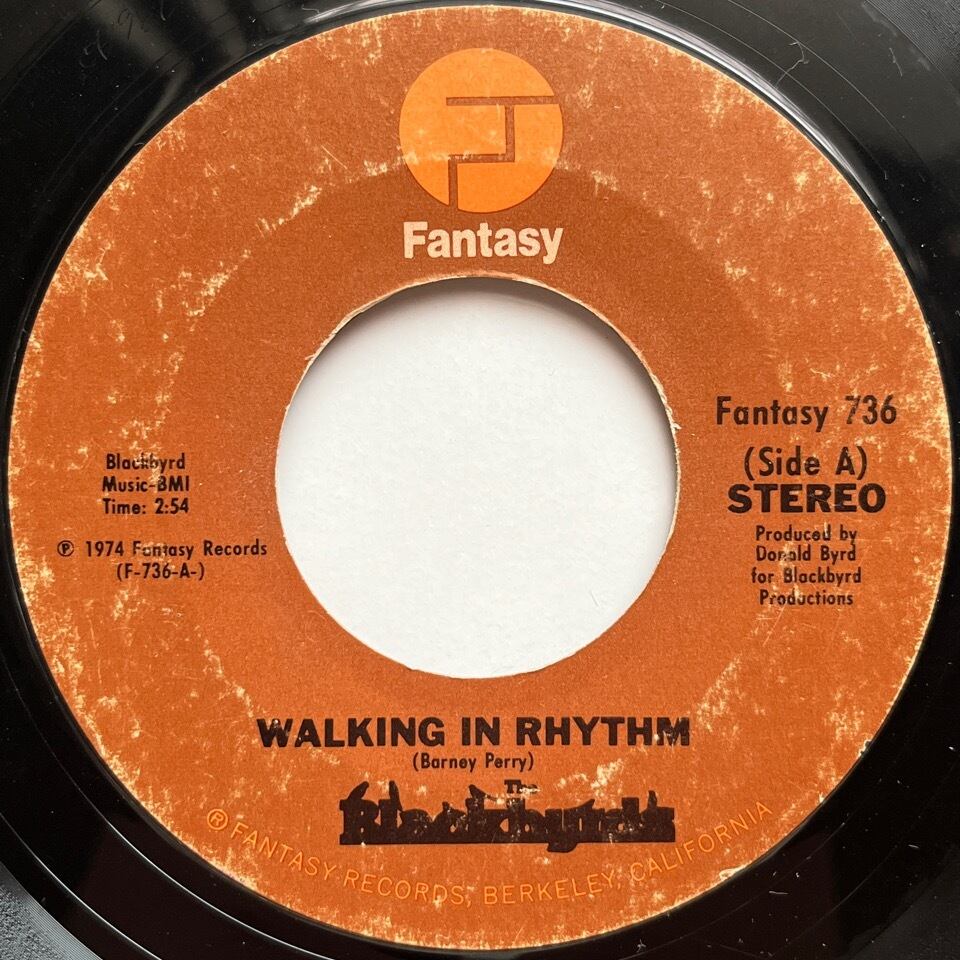 Fantasy
Fantasy 736
(Side A)
STEREO
Produced by
Donald Byrd
for Blackbyrd
Productions
Blackbyrd
Music-BMI
Time: 2:54
℗ 1974 Fantasy Records
(F-736-A-)
WALKING IN RHYTHM
(Barney Perry)
The
Blackbyrds
® FANTASY RECORDS, BERKELEY, CALIFORNIA